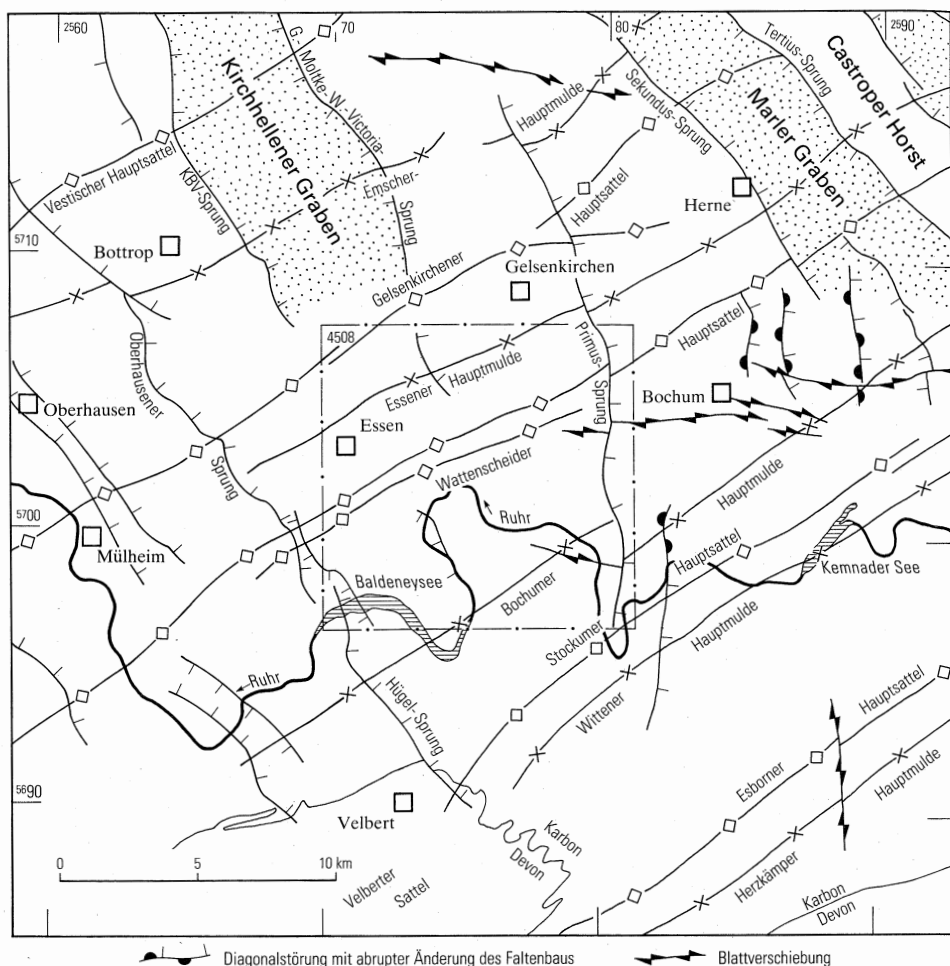 2560
70
80
2590
G.-Moltke-W.-Victoria-
Sprung
Kirchhellener Graben
Hauptmulde
Sekundus-Sprung
Tertius-Sprung
Castroper Horst
Marler Graben
Vestischer Hauptsattel
KBV-Sprung
Emscher-
Hauptsattel
Herne
5710
Bottrop
Gelsenkirchener
Gelsenkirchen
Oberhausener
Sprung
4508
Essener
Hauptmulde
Primus-
Sprung
Hauptsattel
Bochum
Oberhausen
Essen
Wattenscheider
Hauptmulde
5700
Mülheim
Ruhr
Baldeneysee
Bochumer
Hauptsattel
Kemnader See
Stockumer
Hauptmulde
Ruhr
Hügel-Sprung
Wittener
Hauptsattel
Esborner
Hauptmulde
5690
Velbert
Karbon
Devon
Herzkämper
0
5
10 km
Velberter
Sattel
Karbon
Devon
Diagonalstörung mit abrupter Änderung des Faltenbaus
Blattverschiebung